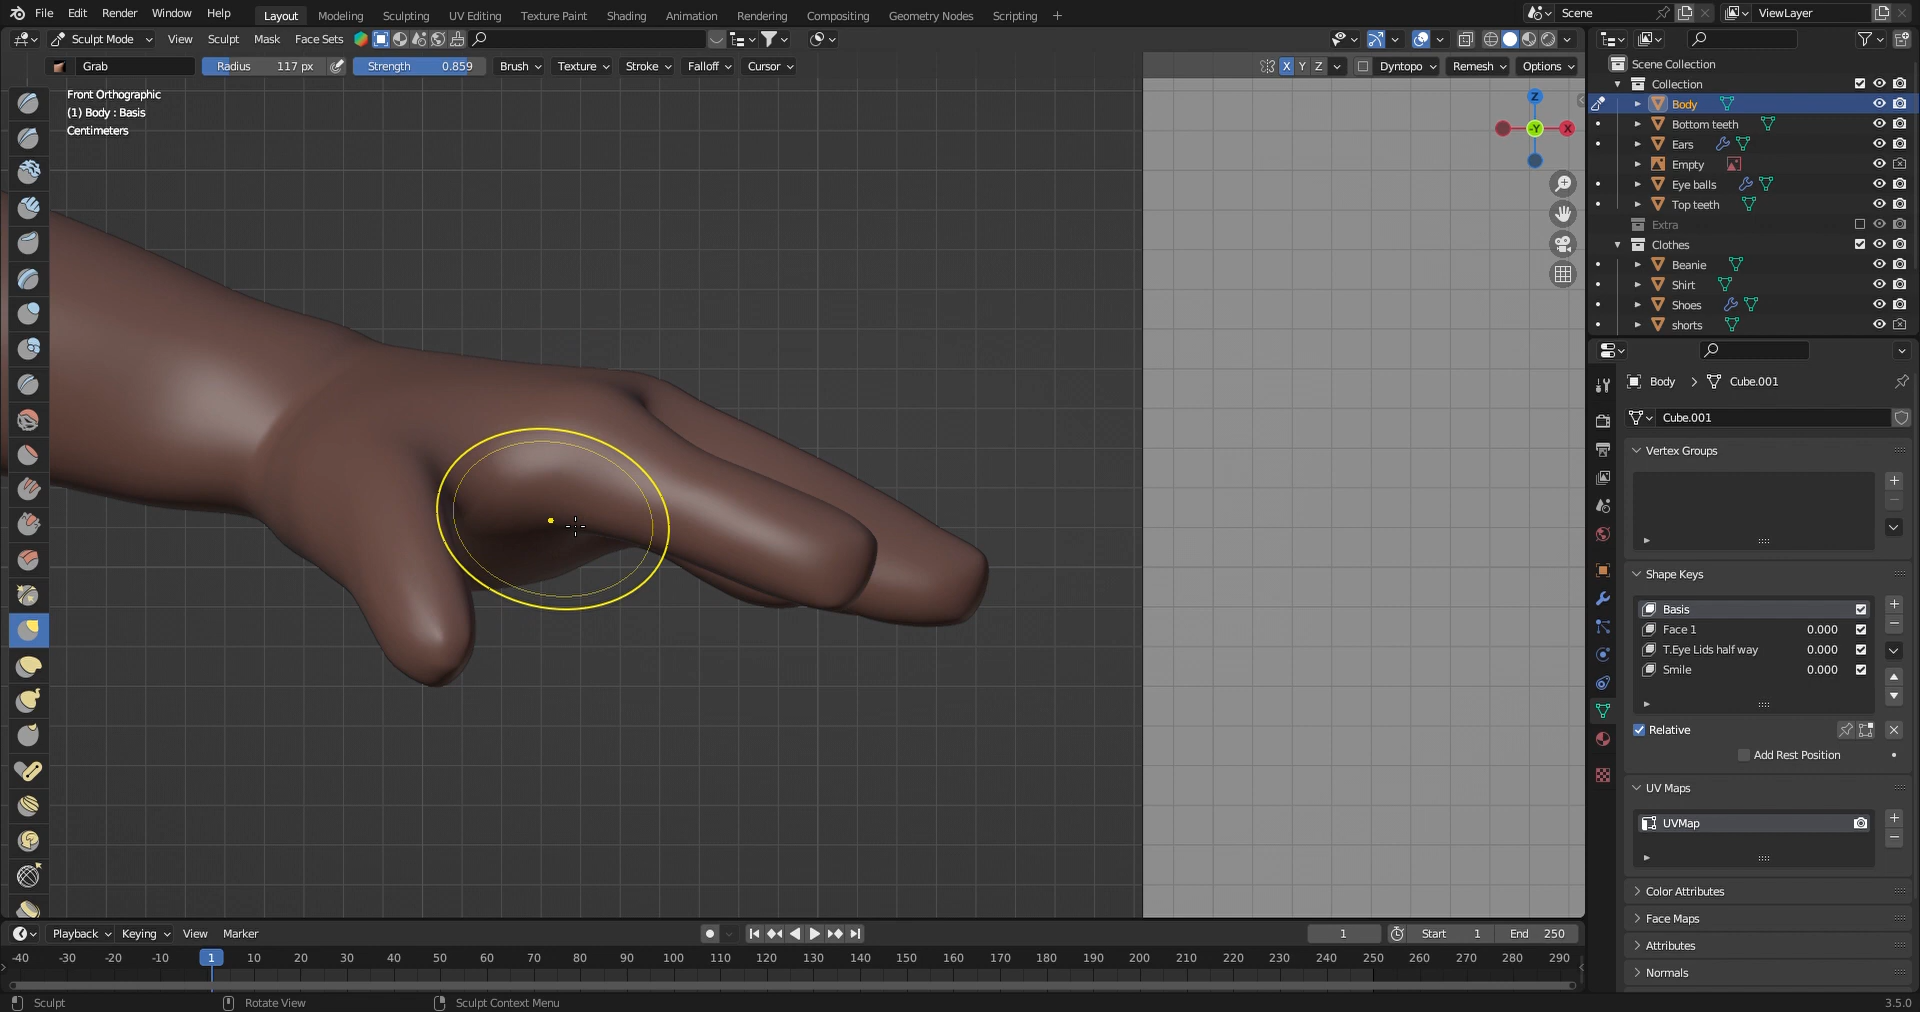 File Edit Render Window Help Layout Modeling Sculpting UV Editing Texture Paint Shading Animation Rendering Compositing Geometry Nodes Scripting + Scene ViewLayer
Sculpt Mode View Sculpt Mask Face Sets
Grab Radius 117 px Strength 0.859 Brush Texture Stroke Falloff Cursor X Y Z Dyntopo Remesh Options
Front Orthographic
(1) Body : Basis
Centimeters
Z
-Y X
Scene Collection
Collection
Body
Bottom teeth
Ears
Empty
Eye balls
Top teeth
Extra
Clothes
Beanie
Shirt
Shoes
shorts
Body Cube.001
Cube.001
Vertex Groups
Shape Keys
Basis
Face 1 0.000
T.Eye Lids half way 0.000
Smile 0.000
Relative
Add Rest Position
UV Maps
UVMap
Color Attributes
Face Maps
Attributes
Normals
Playback Keying View Marker 1 Start 1 End 250
-40 -30 -20 -10 1 10 20 30 40 50 60 70 80 90 100 110 120 130 140 150 160 170 180 190 200 210 220 230 240 250 260 270 280 290
Sculpt Rotate View Sculpt Context Menu 3.5.0